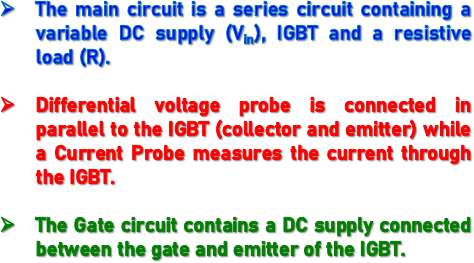 ➢ The main circuit is a series circuit containing a
variable DC supply (Vin), IGBT and a resistive
load (R).
➢ Differential voltage probe is connected in
parallel to the IGBT (collector and emitter) while
a Current Probe measures the current through
the IGBT.
➢ The Gate circuit contains a DC supply connected
between the gate and emitter of the IGBT.